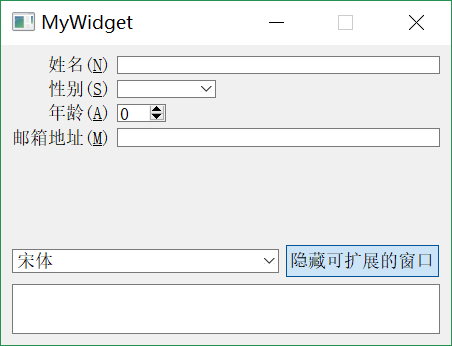 MyWidget
姓名(N)
性别(S)
年龄(A) 0
邮箱地址(M)
宋体 隐藏可扩展的窗口